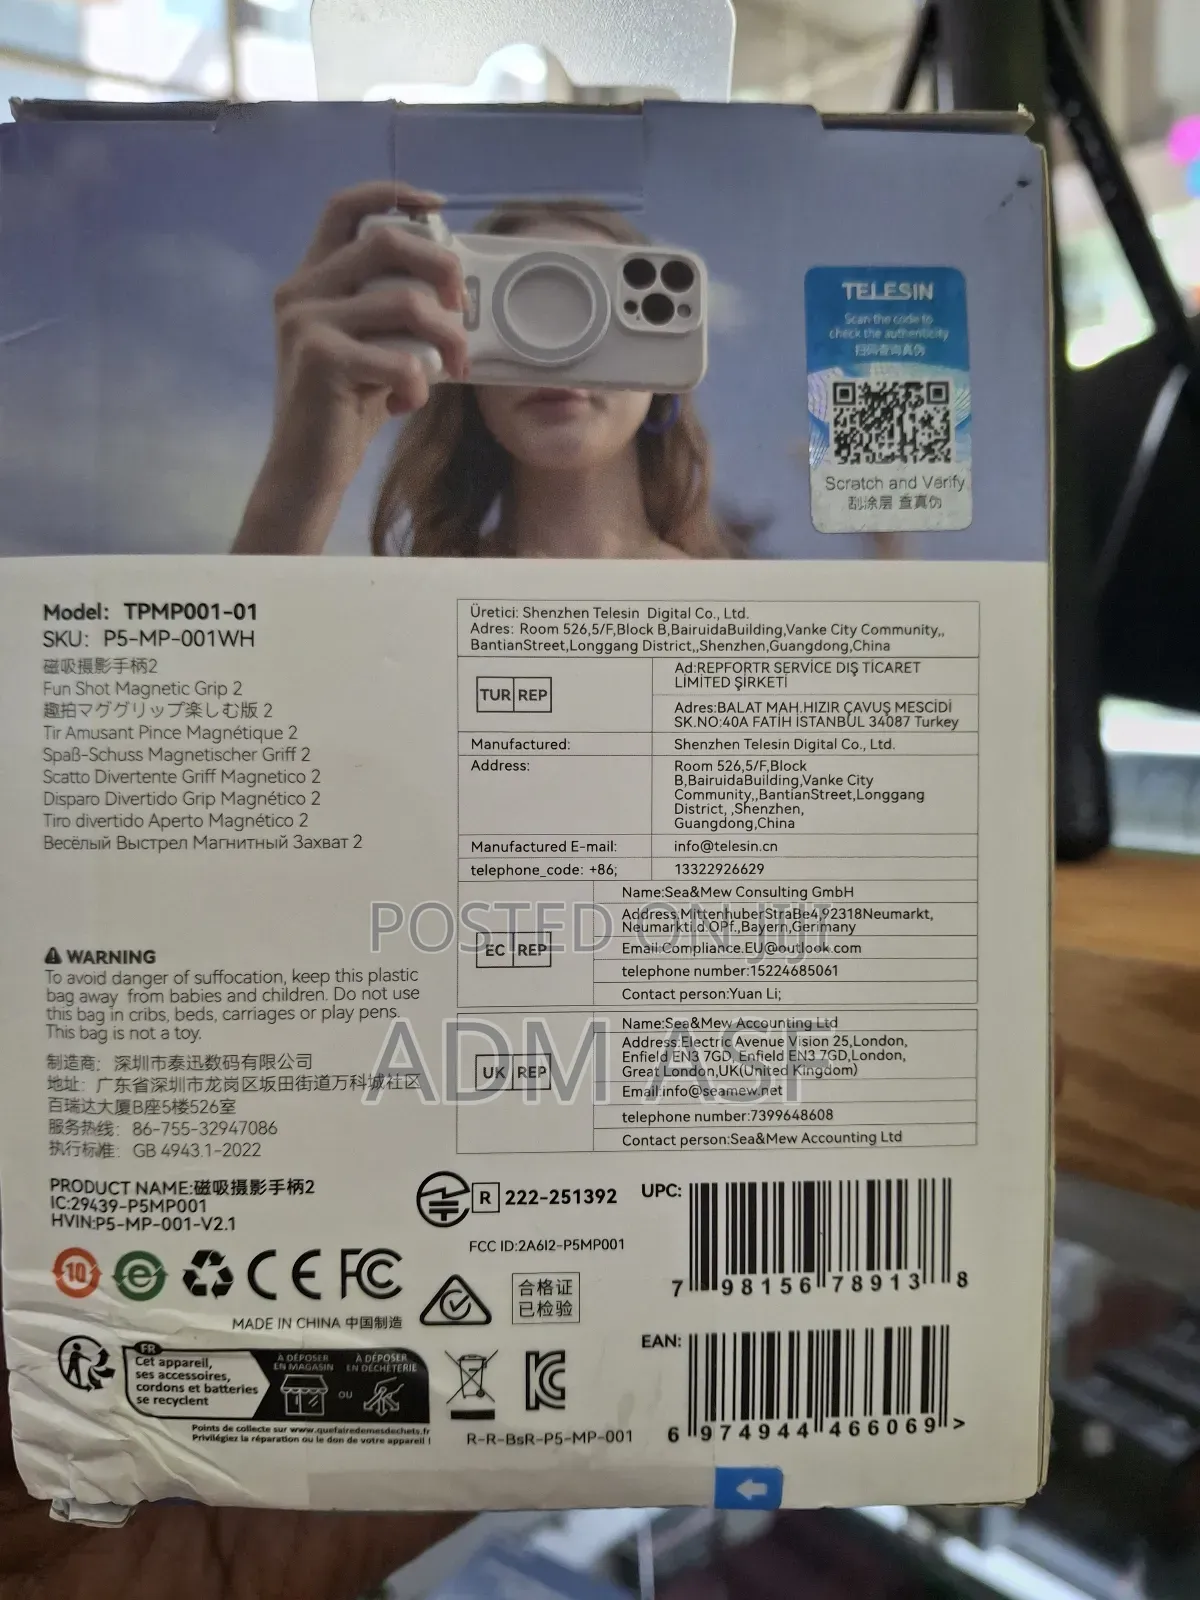 TELESIN
Scan the code to
check the authenticity
扫码查询真伪
Scratch and Verify
刮涂层 查真伪
Model: TPMP001-01
SKU: P5-MP-001WH
磁吸摄影手柄2
Fun Shot Magnetic Grip 2
趣拍マググリップ楽しむ版 2
Tir Amusant Pince Magnétique 2
Spaß-Schuss Magnetischer Griff 2
Scatto Divertente Griff Magnetico 2
Disparo Divertido Grip Magnético 2
Tiro divertido Aperto Magnético 2
Весёлый Выстрел Магнитный Захват 2
WARNING
To avoid danger of suffocation, keep this plastic
bag away from babies and children. Do not use
this bag in cribs, beds, carriages or play pens.
This bag is not a toy.
制造商: 深圳市泰迅数码有限公司
地址: 广东省深圳市龙岗区坂田街道万科城社区
百瑞达大厦B座5楼526室
服务热线: 86-755-32947086
执行标准: GB 4943.1-2022
PRODUCT NAME:磁吸摄影手柄2
IC:29439-P5MP001
HVIN:P5-MP-001-V2.1
Üretici: Shenzhen Telesin Digital Co., Ltd.
Adres: Room 526,5/F,Block B,BairuidaBuilding,Vanke City Community,,
BantianStreet,Longgang District,,Shenzhen,Guangdong,China
TUR REP
Ad:REPFORTR SERVİCE DIŞ TİCARET
LİMİTED ŞİRKETİ
Adres:BALAT MAH.HIZIR ÇAVUŞ MESCİDİ
SK.NO:40A FATİH İSTANBUL 34087 Turkey
Manufactured: Shenzhen Telesin Digital Co., Ltd.
Address: Room 526,5/F,Block
B,BairuidaBuilding,Vanke City
Community,,BantianStreet,Longgang
District, ,Shenzhen,
Guangdong,China
Manufactured E-mail: info@telesin.cn
telephone_code: +86; 13322926629
EC REP
Name:Sea&Mew Consulting GmbH
Address:MittenhuberStraBe4,92318Neumarkt,
Neumarkti.d.OPf.,Bayern,Germany
Email:Compliance.EU@outlook.com
telephone number:15224685061
Contact person:Yuan Li;
UK REP
Name:Sea&Mew Accounting Ltd
Address:Electric Avenue Vision 25,London,
Enfield EN3 7GD, Enfield EN3 7GD,London,
Great London,UK(United Kingdom)
Email:info@seamew.net
telephone number:7399648608
Contact person:Sea&Mew Accounting Ltd
R 222-251392
FCC ID:2A6I2-P5MP001
UPC:
7 98156 78913 8
10 e CE FC
MADE IN CHINA 中国制造
合格证
已检验
EAN:
6 974944 466069 >
FR
Cet appareil,
ses accessoires,
cordons et batteries
se recyclent
À DÉPOSER
EN MAGASIN
OU
À DÉPOSER
EN DÉCHÈTERIE
Points de collecte sur www.quefairedemesdechets.fr
Privilégiez la réparation ou le don de votre appareil !
R-R-BsR-P5-MP-001
POSTED ON JIJI
ADM ASF